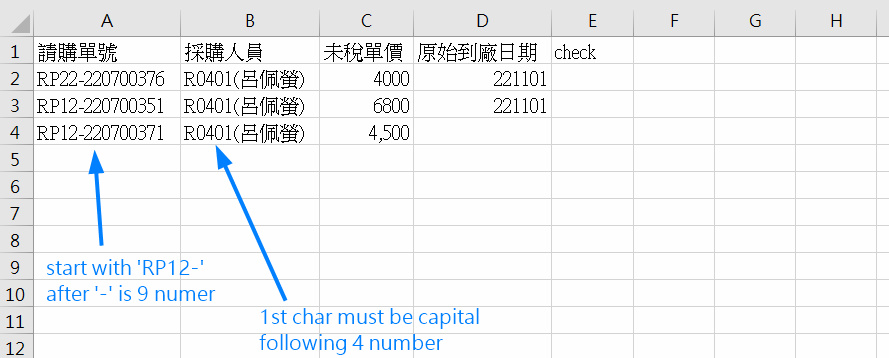 A B C D E F G H
1 請購單號 採購人員 未稅單價 原始到廠日期 check
2 RP22-220700376 R0401(呂佩螢) 4000 221101
3 RP12-220700351 R0401(呂佩螢) 6800 221101
4 RP12-220700371 R0401(呂佩螢) 4,500
5
6
7
8
9
start with 'RP12-'
10
after '-' is 9 numer
11
1st char must be capital
12
following 4 number